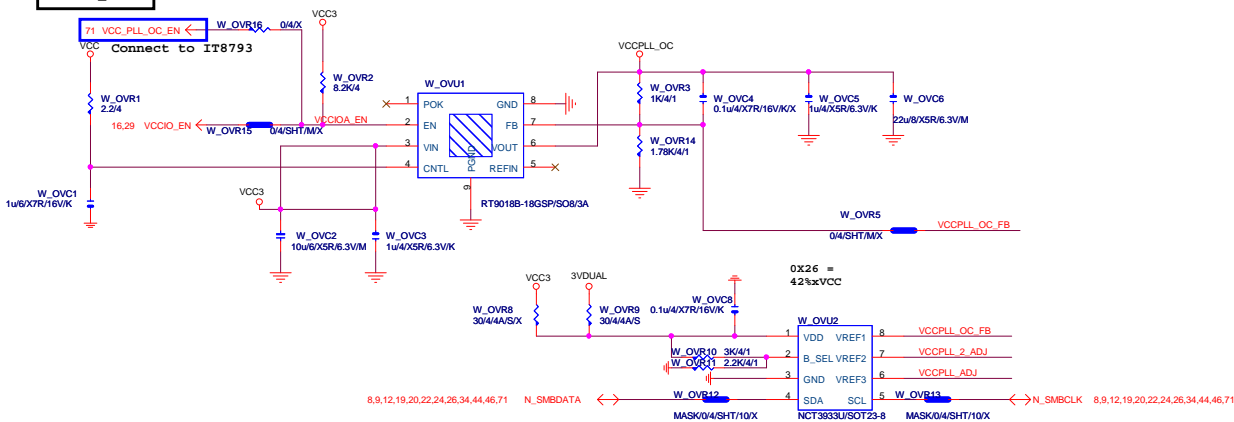 71 VCC_PLL_OC_EN
W_OVR16 0/4/X
VCC3
Connect to IT8793
VCC
W_OVR1
2.2/4
W_OVR2
8.2K/4
W_OVU1
VCCPLL_OC
W_OVR3
1K/4/1
W_OVC4
0.1u/4/X7R/16V/K/X
W_OVC5
1u/4/X5R/6.3V/K
W_OVC6
22u/8/X5R/6.3V/M
1 POK
GND 8
16,29 VCCIO_EN
W_OVR15 0/4/SHT/M/X
VCCIOA_EN
2 EN
FB 7
3 VIN
VOUT 6
4 CNTL
REFIN 5
PGND
9
W_OVR14
1.78K/4/1
W_OVC1
1u/6/X7R/16V/K
VCC3
RT9018B-18GSP/SO8/3A
W_OVC2
10u/6/X5R/6.3V/M
W_OVC3
1u/4/X5R/6.3V/K
W_OVR5
0/4/SHT/M/X
VCCPLL_OC_FB
0X26 =
42%xVCC
VCC3
3VDUAL
W_OVR8
30/4/4A/S/X
W_OVR9
30/4/4A/S
W_OVC8
0.1u/4/X7R/16V/K
W_OVU2
1 VDD VREF1 8
VCCPLL_OC_FB
W_OVR10 3K/4/1
W_OVR11 2.2K/4/1
2 B_SEL VREF2 7
VCCPLL_2_ADJ
3 GND VREF3 6
VCCPLL_ADJ
8,9,12,19,20,22,24,26,34,44,46,71 N_SMBDATA
W_OVR12
MASK/0/4/SHT/10/X
4 SDA SCL 5
NCT3933U/SOT23-8
W_OVR13
MASK/0/4/SHT/10/X
N_SMBCLK 8,9,12,19,20,22,24,26,34,44,46,71